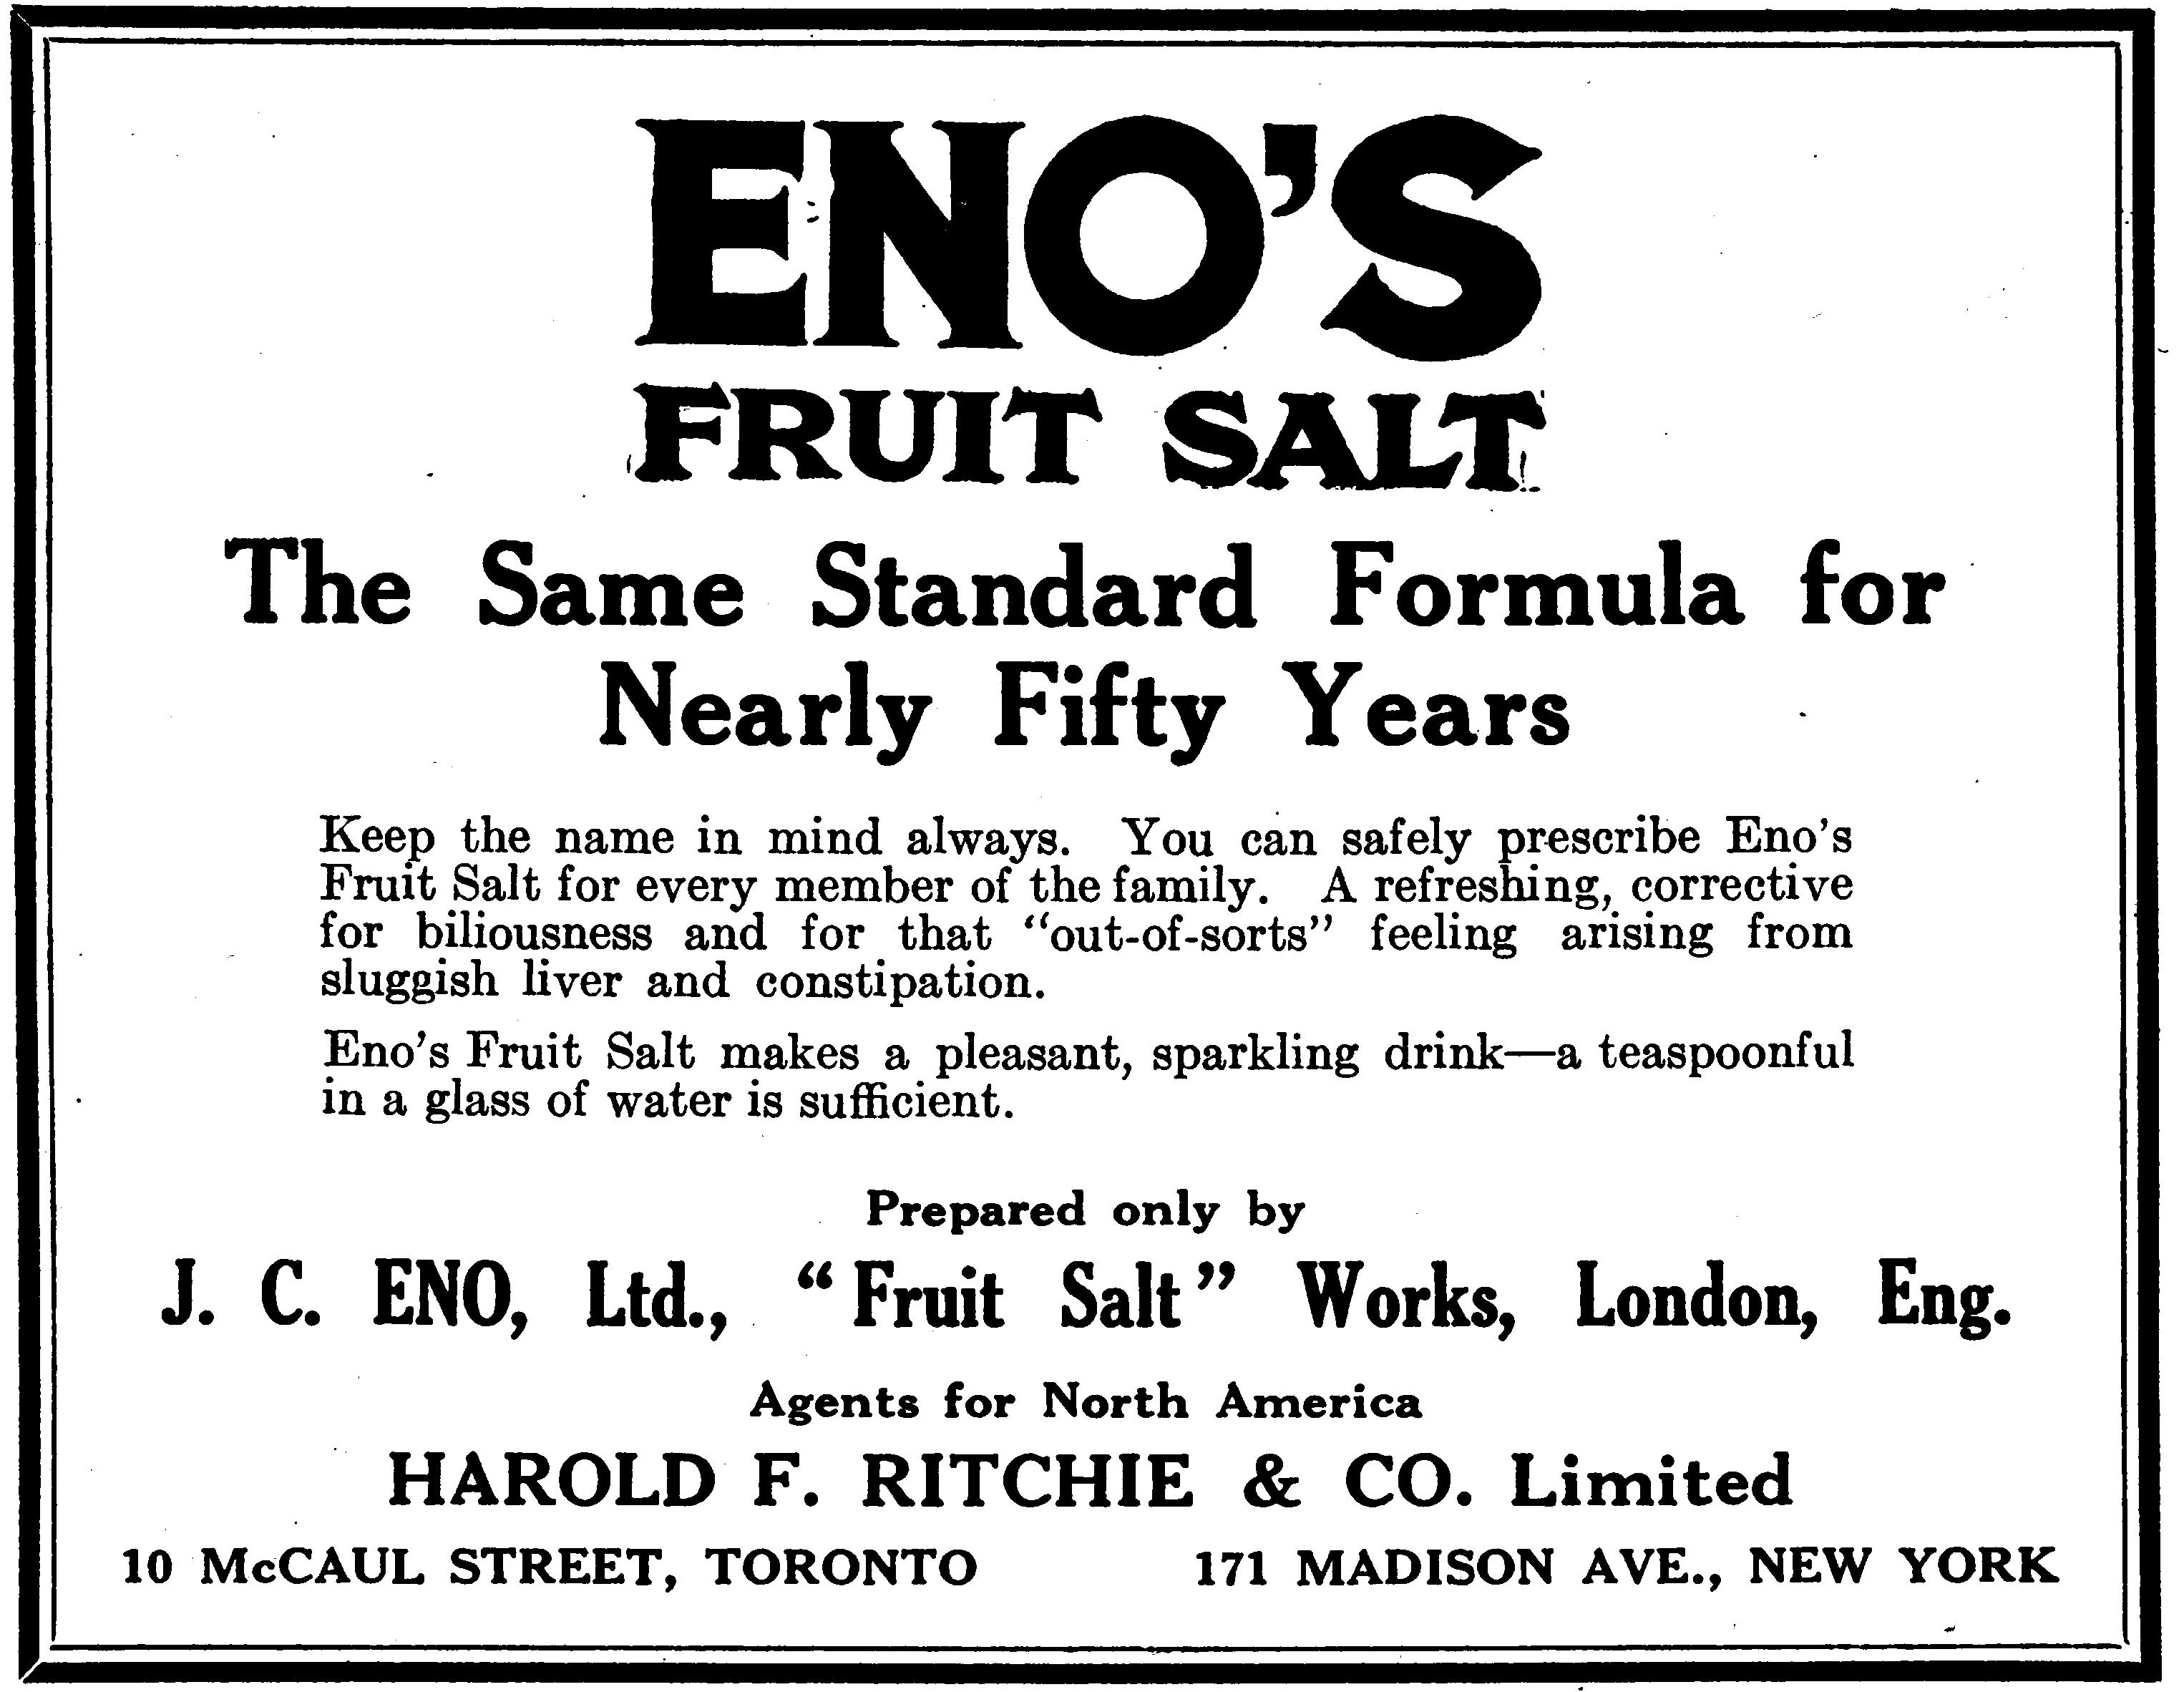 ENO'S
FRUIT SALT
The Same Standard Formula for
Nearly Fifty Years
Keep the name in mind always. You can safely prescribe Eno's
Fruit Salt for every member of the family. A refreshing, corrective
for biliousness and for that "out-of-sorts" feeling arising from
sluggish liver and constipation.
Eno's Fruit Salt makes a pleasant, sparkling drink—a teaspoonful
in a glass of water is sufficient.
Prepared only by
J. C. ENO, Ltd., "Fruit Salt" Works, London, Eng.
Agents for North America
HAROLD F. RITCHIE & CO. Limited
10 McCAUL STREET, TORONTO 171 MADISON AVE., NEW YORK